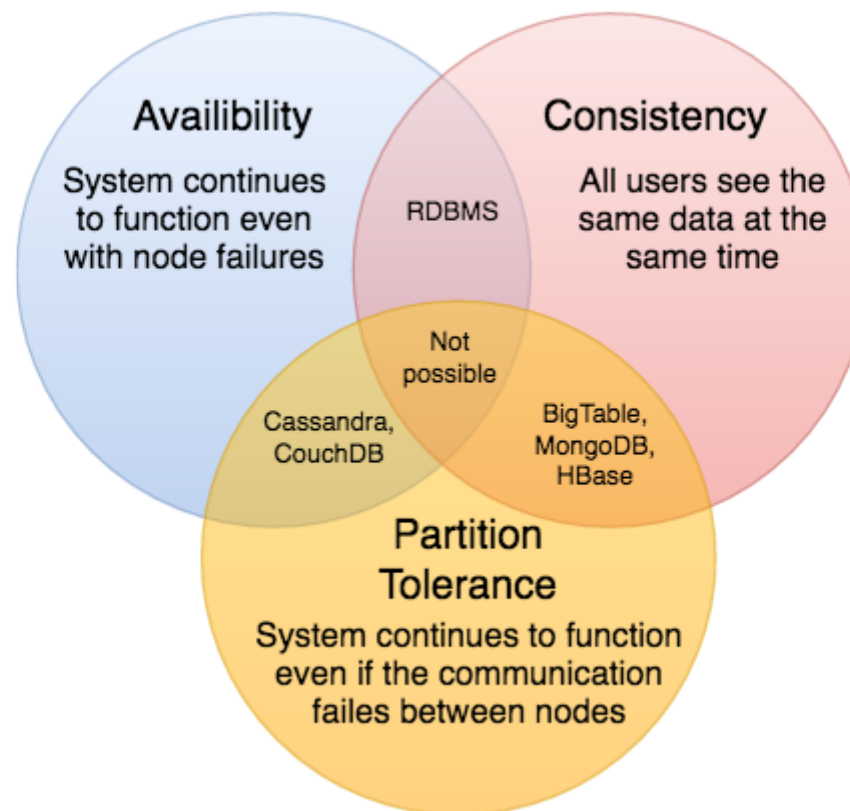 Availibility
System continues
to function even
with node failures
Consistency
All users see the
same data at the
same time
RDBMS
Not
possible
Cassandra,
CouchDB
BigTable,
MongoDB,
HBase
Partition
Tolerance
System continues to function
even if the communication
failes between nodes